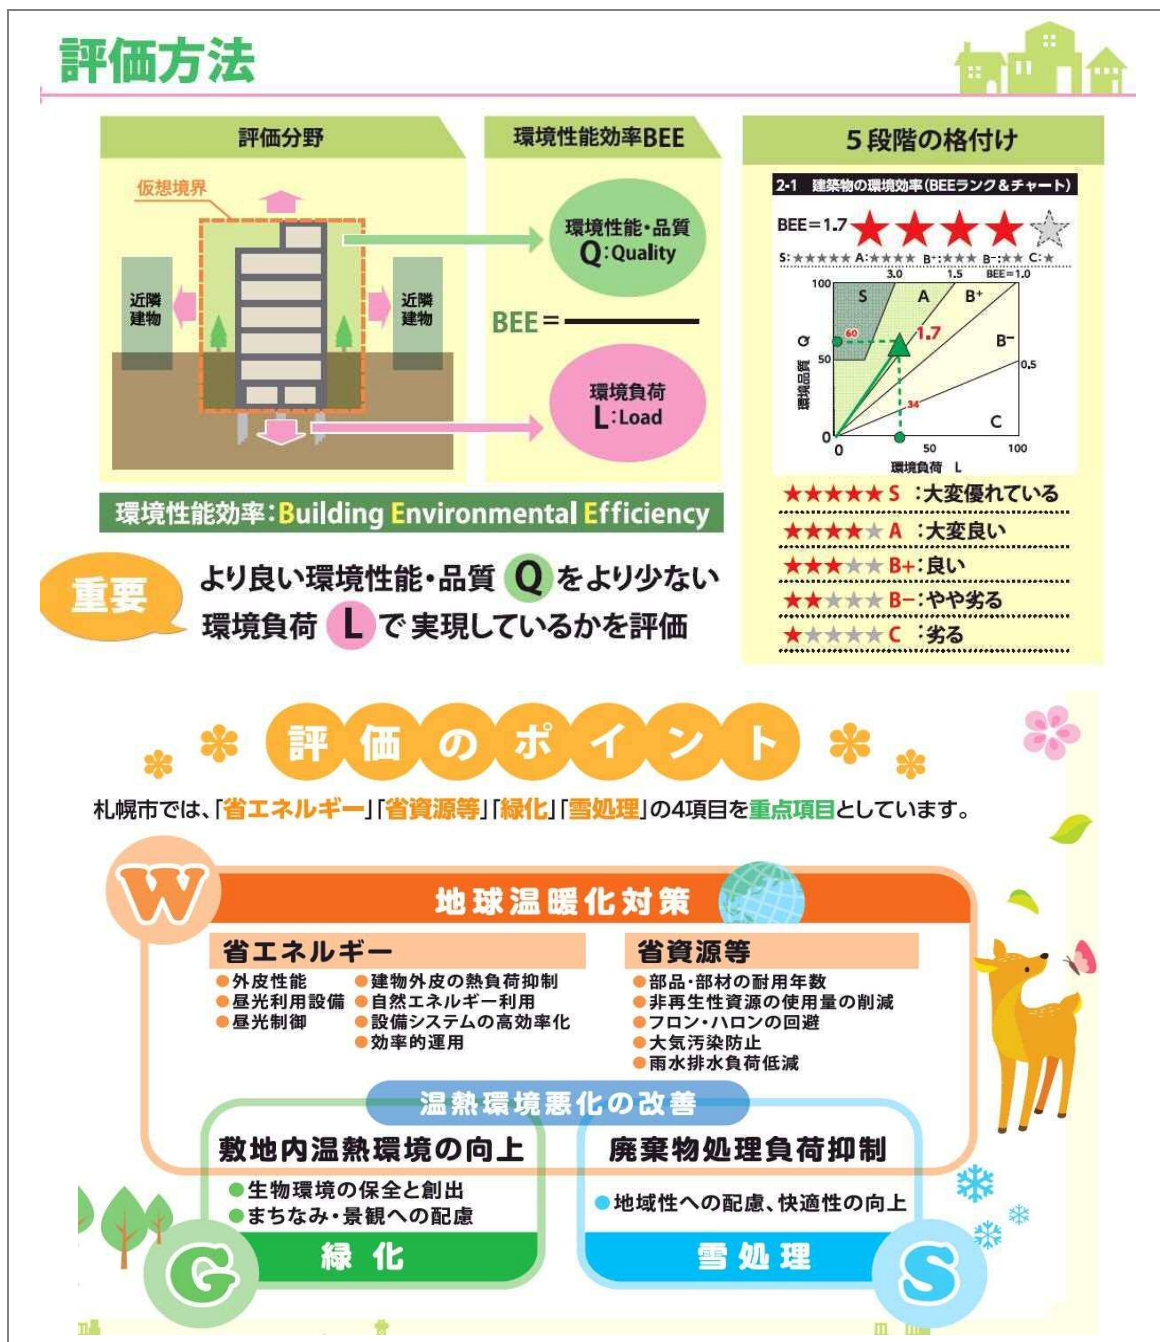 評価方法
評価分野
仮想境界
近隣
建物
近隣
建物
環境性能効率BEE
環境性能・品質
Q:Quality
BEE=
環境負荷
L:Load
環境性能効率:Building Environmental Efficiency
重要
より良い環境性能・品質 Q をより少ない
環境負荷 L で実現しているかを評価
5段階の格付け
2-1 建築物の環境効率(BEEランク&チャート)
BEE=1.7 ★★★★☆
S:★★★★★ A:★★★★ B+:★★★ B-:★★ C:★
3.0 1.5 BEE=1.0
100
S A B+
60
1.7
B-
環境品質 Q
50
0.5
34
C
0
0 50 100
環境負荷 L
★★★★★ S :大変優れている
★★★★★ A :大変良い
★★★★★ B+:良い
★★★★★ B-:やや劣る
★★★★★ C :劣る
評価のポイント
札幌市では、「省エネルギー」「省資源等」「緑化」「雪処理」の4項目を重点項目としています。
W
地球温暖化対策
省エネルギー
●外皮性能
●昼光利用設備
●昼光制御
●建物外皮の熱負荷抑制
●自然エネルギー利用
●設備システムの高効率化
●効率的運用
省資源等
●部品・部材の耐用年数
●非再生性資源の使用量の削減
●フロン・ハロンの回避
●大気汚染防止
●雨水排水負荷低減
温熱環境悪化の改善
敷地内温熱環境の向上
●生物環境の保全と創出
●まちなみ・景観への配慮
G
緑化
廃棄物処理負荷抑制
●地域性への配慮、快適性の向上
雪処理
S